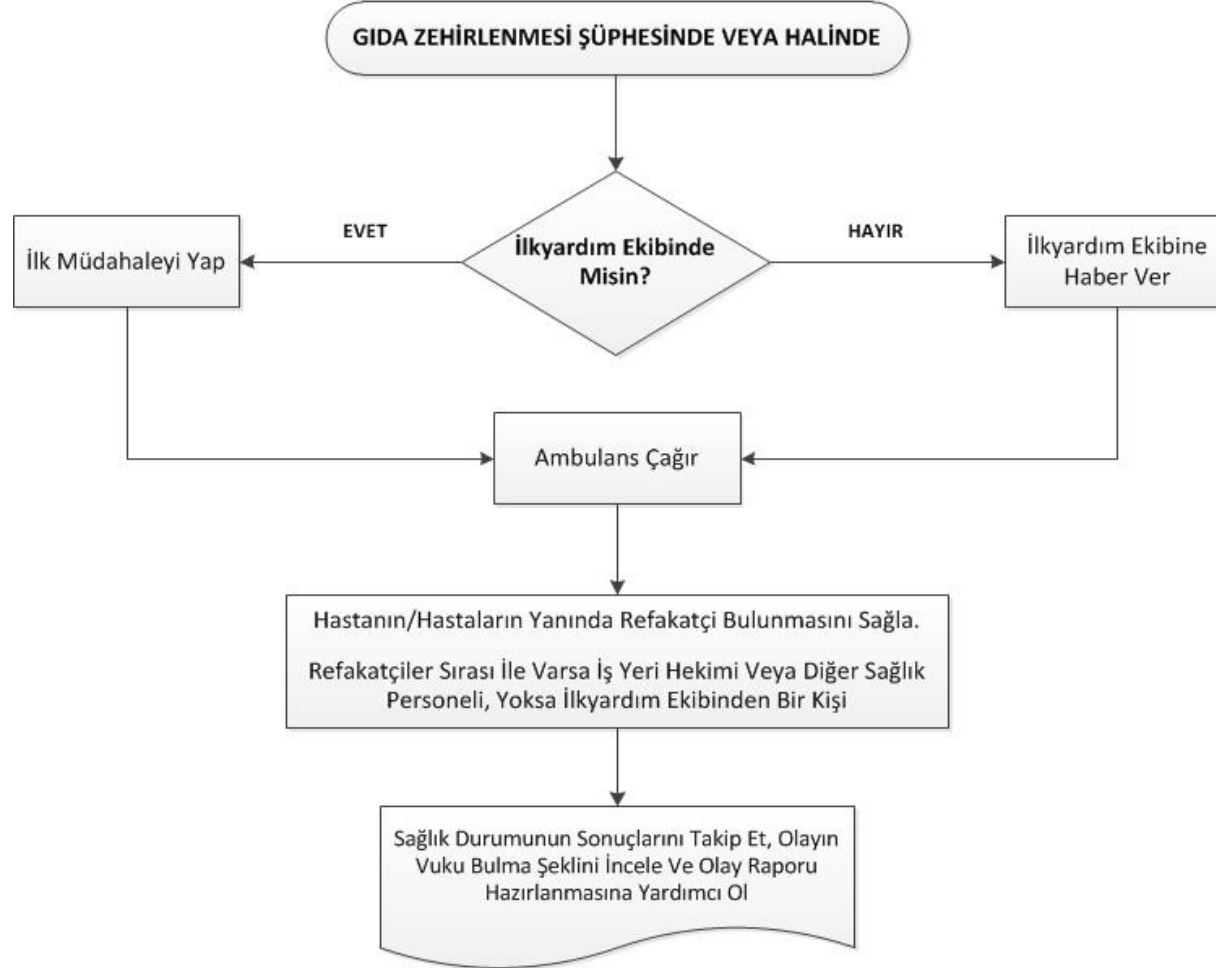 GIDA ZEHİRLENMESİ ŞÜPHESİNDE VEYA HALİNDE
İlkyardım Ekibinde
Misin?
EVET
HAYIR
İlk Müdahaleyi Yap
İlkyardım Ekibine
Haber Ver
Ambulans Çağır
Hastanın/Hastaların Yanında Refakatçi Bulunmasını Sağla.
Refakatçiler Sırası İle Varsa İş Yeri Hekimi Veya Diğer Sağlık
Personeli, Yoksa İlkyardım Ekibinden Bir Kişi
Sağlık Durumunun Sonuçlarını Takip Et, Olayın
Vuku Bulma Şeklini İncele Ve Olay Raporu
Hazırlanmasına Yardımcı Ol